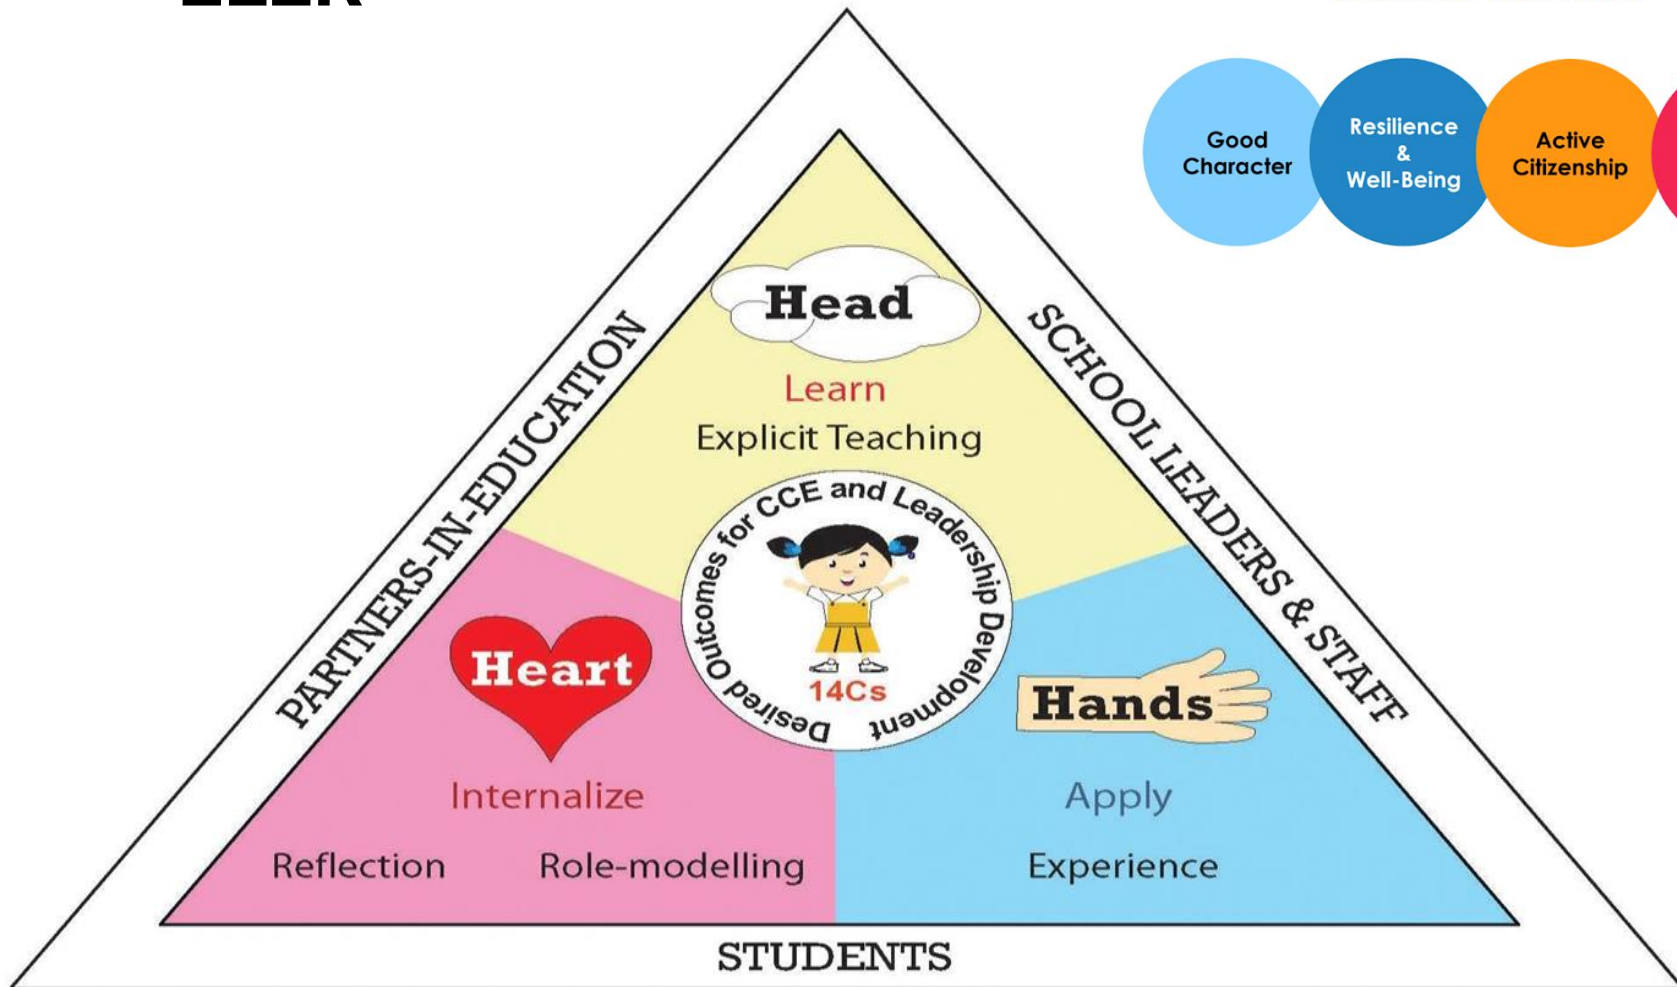 Good
Character
Resilience
&
Well-Being
Active
Citizenship
PARTNERS-IN-EDUCATION
SCHOOL LEADERS & STAFF
Head
Learn
Explicit Teaching
Desired Outcomes for CCE and Leadership Development
14Cs
Heart
Internalize
Reflection Role-modelling
Hands
Apply
Experience
STUDENTS